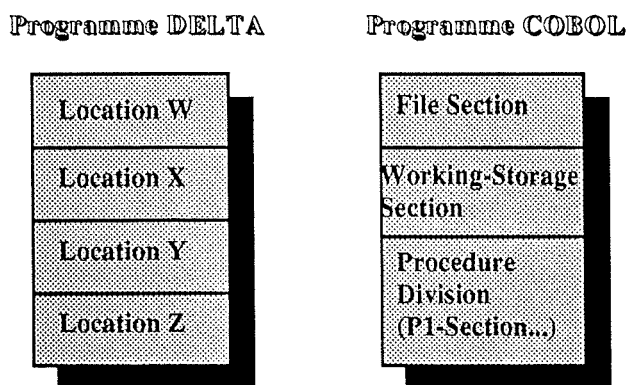 Programme DELTA
Programme COBOL
Location W
Location X
Location Y
Location Z
File Section
Working-Storage
Section
Procedure
Division
(P1-Section...)